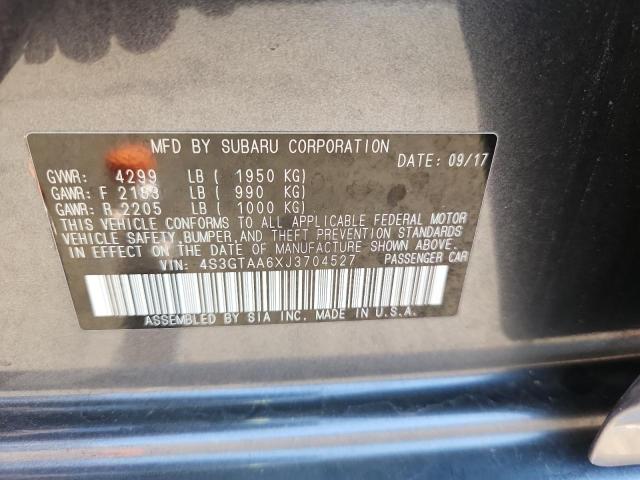 MFD BY SUBARU CORPORATION
DATE: 09/17
GVWR: 4299 LB ( 1950 KG)
GAWR: F 2183 LB ( 990 KG)
GAWR: R 2205 LB ( 1000 KG)
THIS VEHICLE CONFORMS TO ALL APPLICABLE FEDERAL MOTOR
VEHICLE SAFETY, BUMPER, AND THEFT PREVENTION STANDARDS
IN EFFECT ON THE DATE OF MANUFACTURE SHOWN ABOVE.
VIN: 4S3GTAA6XJ3704527 PASSENGER CAR
ASSEMBLED BY SIA INC. MADE IN U.S.A.